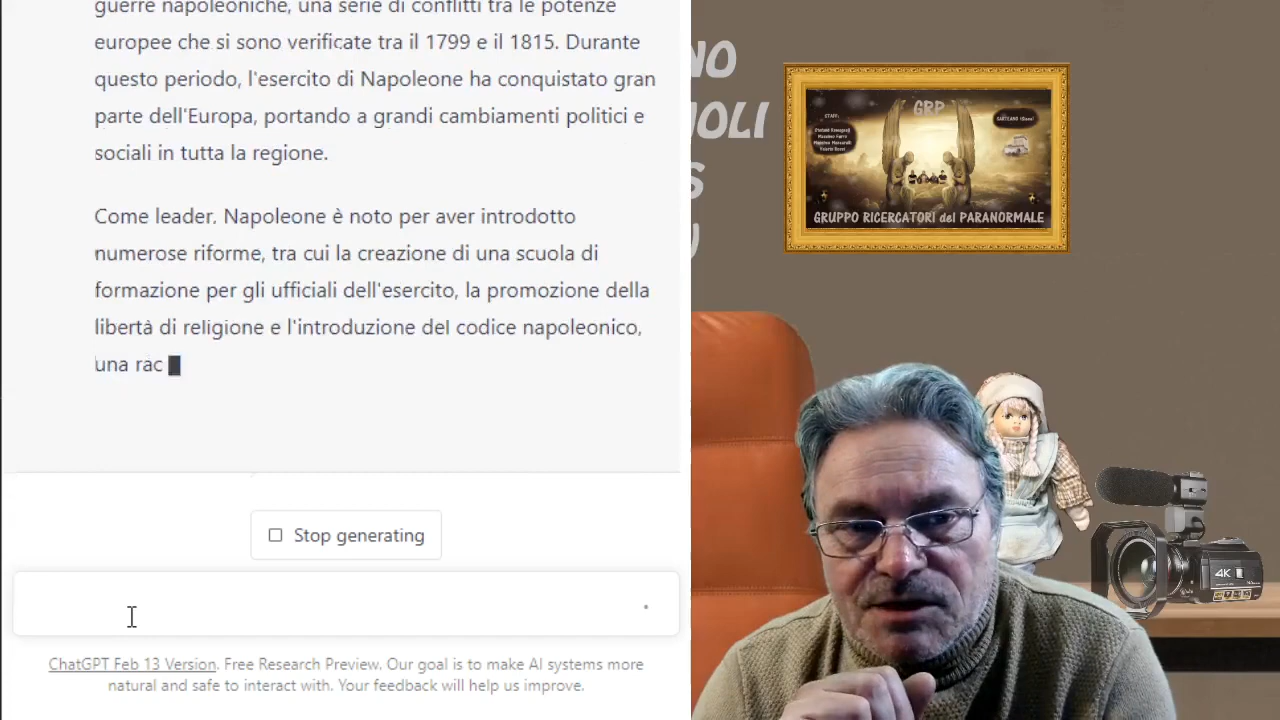 guerre napoleoniche, una serie di conflitti tra le potenze
europee che si sono verificate tra il 1799 e il 1815. Durante
questo periodo, l'esercito di Napoleone ha conquistato gran
parte dell'Europa, portando a grandi cambiamenti politici e
sociali in tutta la regione.
Come leader. Napoleone è noto per aver introdotto
numerose riforme, tra cui la creazione di una scuola di
formazione per gli ufficiali dell'esercito, la promozione della
libertà di religione e l'introduzione del codice napoleonico,
una rac
Stop generating
ChatGPT Feb 13 Version. Free Research Preview. Our goal is to make AI systems more
natural and safe to interact with. Your feedback will help us improve.
NO
OLI
S
GRP
STAFF:
SARTEANO (Siena)
GRUPPO RICERCATORI del PARANORMALE
4K